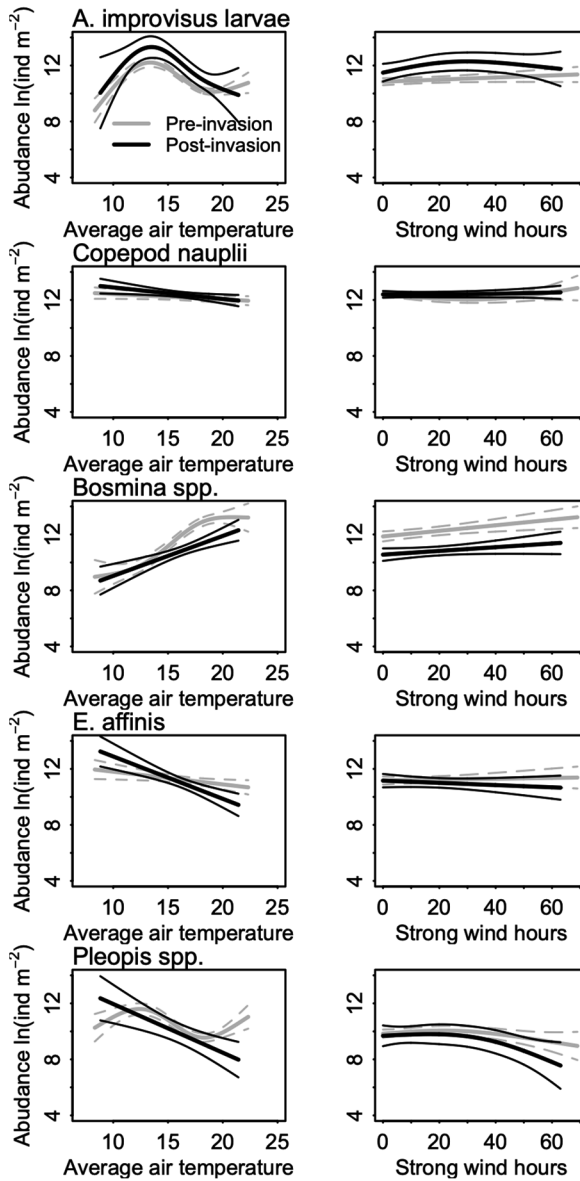 A. improvisus larvae
Abudance ln(ind m⁻²)
4 8 12
Pre-invasion
Post-invasion
10 15 20 25
Average air temperature
4 8 12
0 20 40 60
Strong wind hours
Copepod nauplii
Abudance ln(ind m⁻²)
4 8 12
10 15 20 25
Average air temperature
4 8 12
0 20 40 60
Strong wind hours
Bosmina spp.
Abudance ln(ind m⁻²)
4 8 12
10 15 20 25
Average air temperature
4 8 12
0 20 40 60
Strong wind hours
E. affinis
Abudance ln(ind m⁻²)
4 8 12
10 15 20 25
Average air temperature
4 8 12
0 20 40 60
Strong wind hours
Pleopis spp.
Abudance ln(ind m⁻²)
4 8 12
10 15 20 25
Average air temperature
4 8 12
0 20 40 60
Strong wind hours